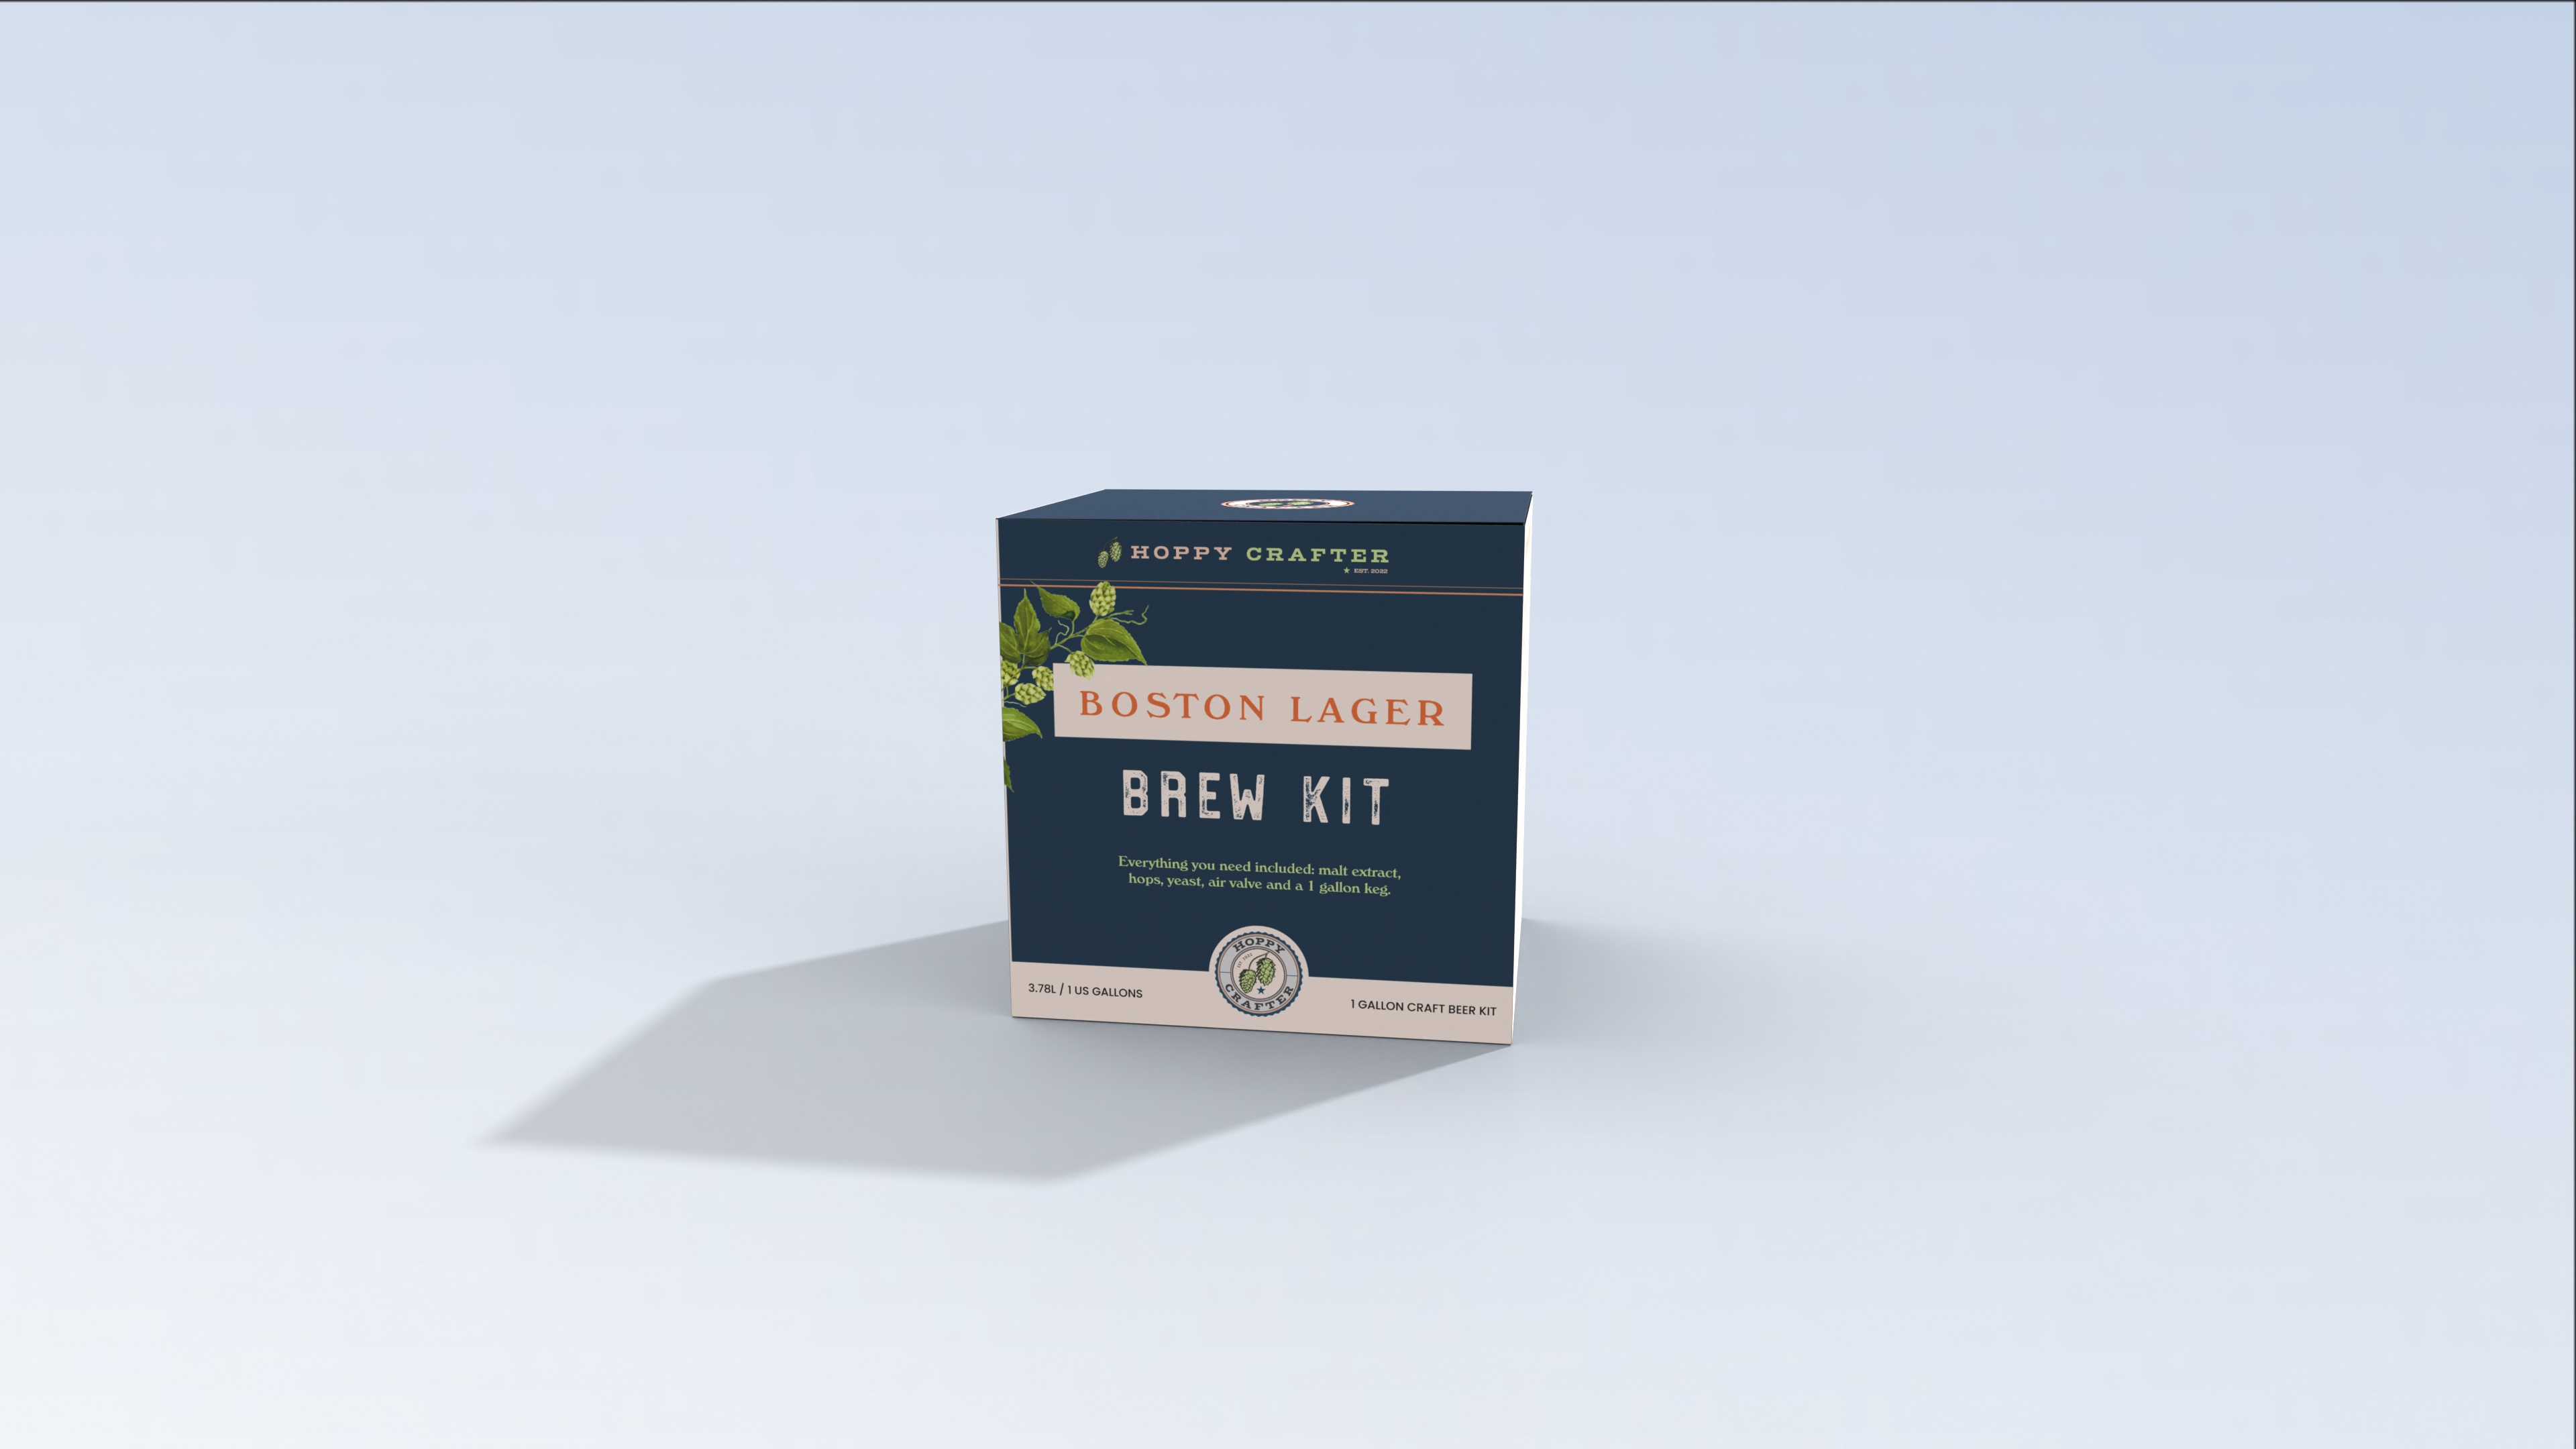 HOPPY CRAFTER
★ EST. 2022
BOSTON LAGER
BREW KIT
Everything you need included: malt extract,
hops, yeast, air valve and a 1 gallon keg.
HOPPY
CRAFTER
3.78L / 1 US GALLONS
1 GALLON CRAFT BEER KIT